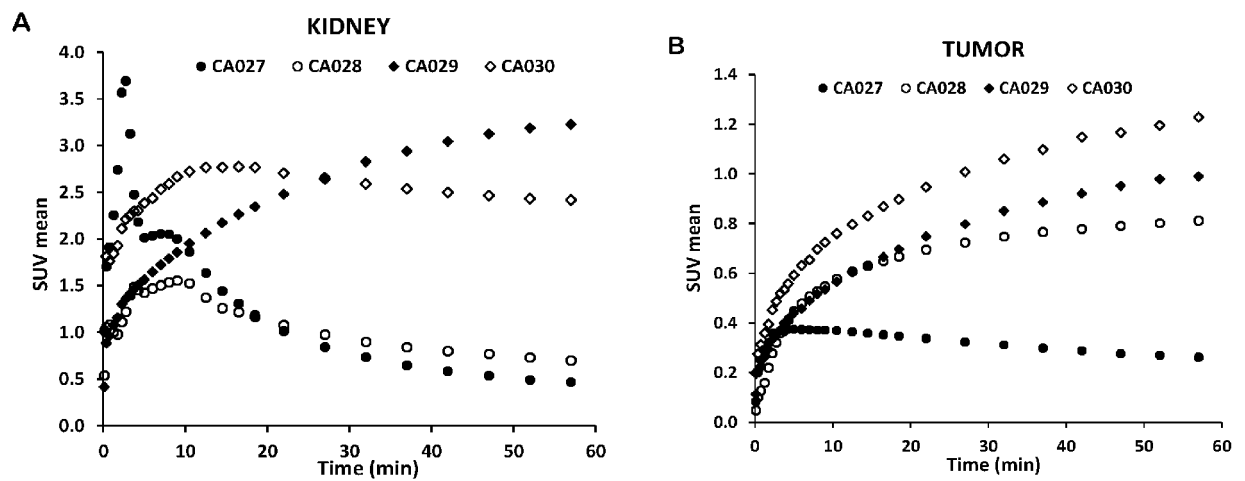 A
KIDNEY
CA027 CA028 CA029 CA030
4.0
3.5
3.0
2.5
2.0
1.5
1.0
0.5
0.0
SUV mean
0 10 20 30 40 50 60
Time (min)
B
TUMOR
CA027 CA028 CA029 CA030
1.4
1.2
1.0
0.8
0.6
0.4
0.2
0.0
SUV mean
0 10 20 30 40 50 60
Time (min)